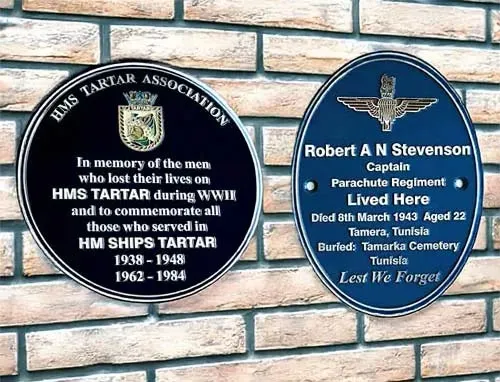 HMS TARTAR ASSOCIATION
In memory of the men
who lost their lives on
HMS TARTAR during WWII
and to commemorate all
those who served in
HM SHIPS TARTAR
1938 - 1948
1962 - 1984
Robert A N Stevenson
Captain
Parachute Regiment
Lived Here
Died 8th March 1943 Aged 22
Tamera, Tunisia
Buried: Tamarka Cemetery
Tunisia
Lest We Forget